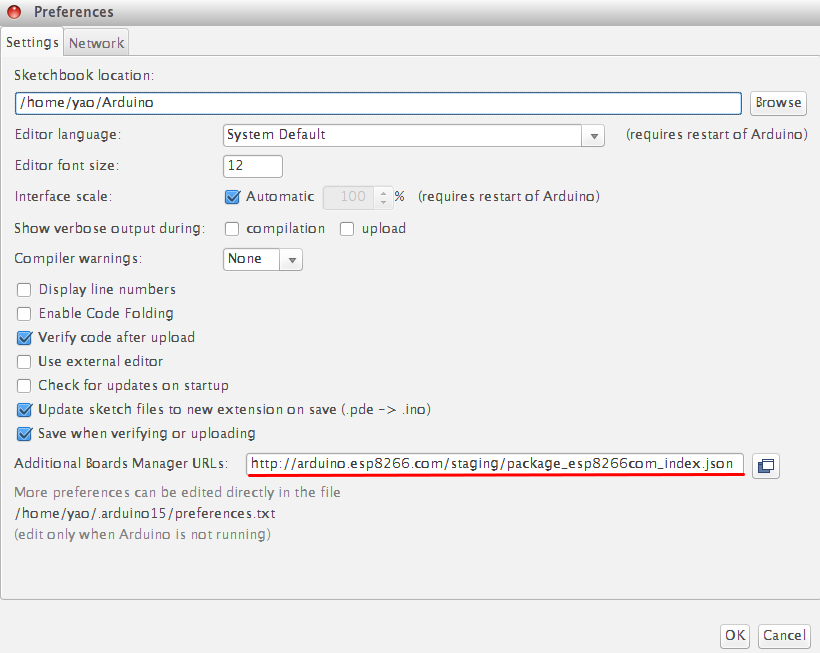 Preferences
Settings Network
Sketchbook location:
/home/yao/Arduino Browse
Editor language: System Default (requires restart of Arduino)
Editor font size: 12
Interface scale: Automatic 100 % (requires restart of Arduino)
Show verbose output during: compilation upload
Compiler warnings: None
Display line numbers
Enable Code Folding
Verify code after upload
Use external editor
Check for updates on startup
Update sketch files to new extension on save (.pde -> .ino)
Save when verifying or uploading
Additional Boards Manager URLs: http://arduino.esp8266.com/staging/package_esp8266com_index.json
More preferences can be edited directly in the file
/home/yao/.arduino15/preferences.txt
(edit only when Arduino is not running)
OK Cancel